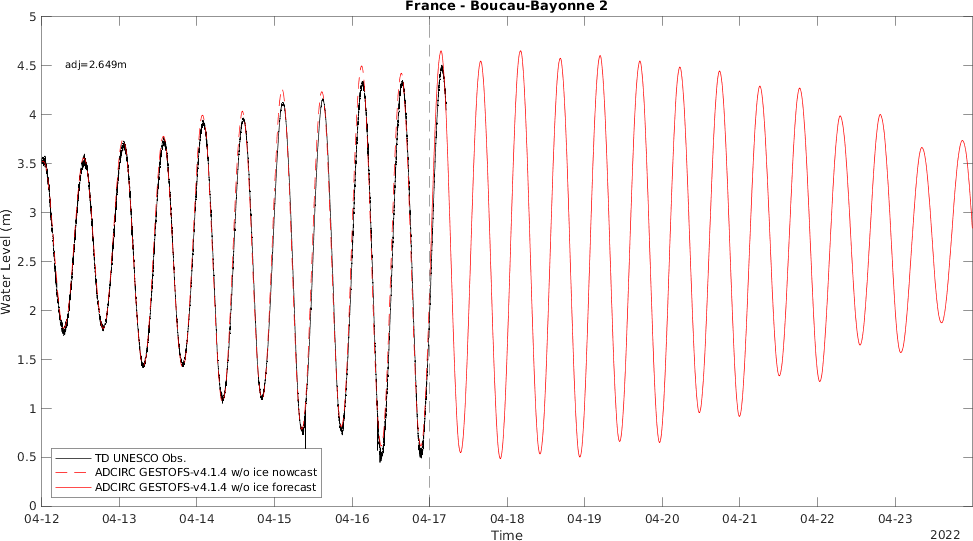 France - Boucau-Bayonne 2
5
4.5
4
3.5
3
2.5
2
1.5
1
0.5
0
Water Level (m)
adj=2.649m
TD UNESCO Obs.
ADCIRC GESTOFS-v4.1.4 w/o ice nowcast
ADCIRC GESTOFS-v4.1.4 w/o ice forecast
04-12 04-13 04-14 04-15 04-16 04-17 04-18 04-19 04-20 04-21 04-22 04-23
Time
2022